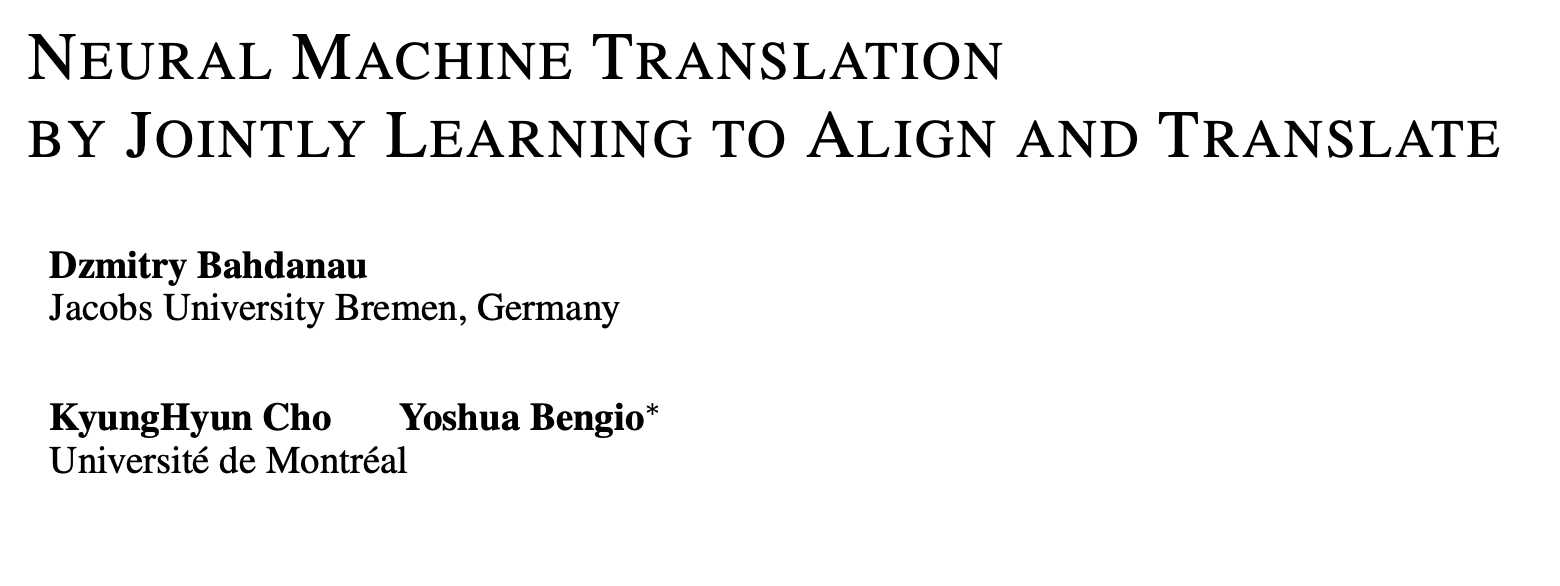 NEURAL MACHINE TRANSLATION
BY JOINTLY LEARNING TO ALIGN AND TRANSLATE
Dzmitry Bahdanau
Jacobs University Bremen, Germany
KyungHyun Cho Yoshua Bengio*
Université de Montréal